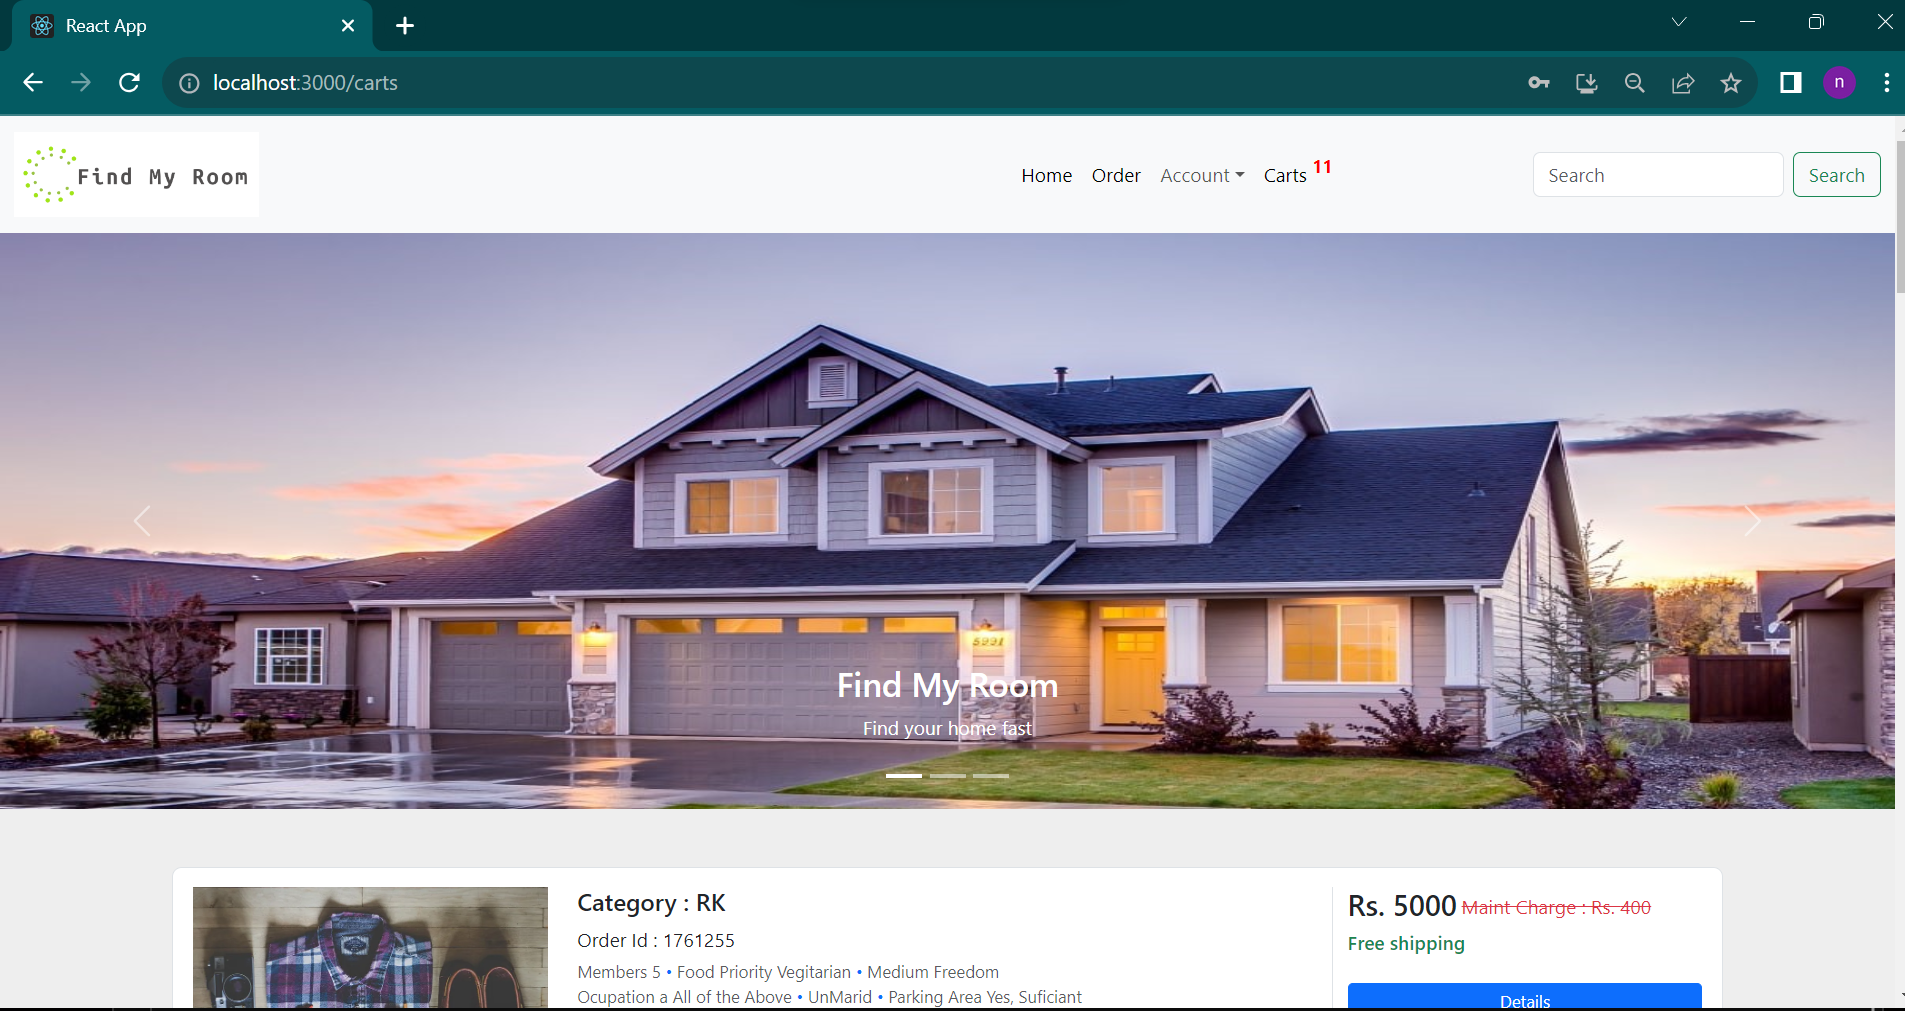 React App
localhost:3000/carts
n
Find My Room
Home Order Account Carts 11
Search Search
5991
Find My Room
Find your home fast
Category : RK
Order Id : 1761255
Members 5 • Food Priority Vegitarian • Medium Freedom
Ocupation a All of the Above • UnMarid • Parking Area Yes, Suficiant
Rs. 5000 Maint Charge : Rs. 400
Free shipping
Details